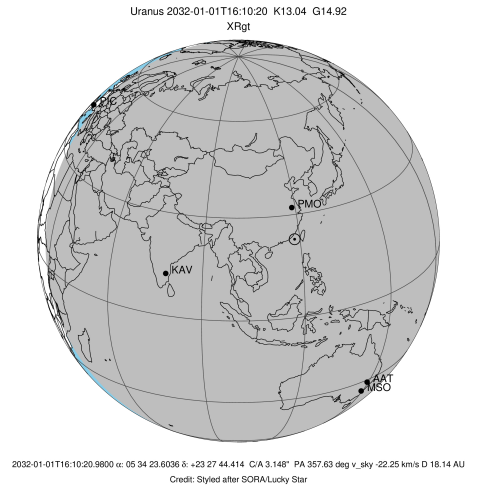 Uranus 2032-01-01T16:10:20 K13.04 G14.92
XRgt
PIC
PMO
KAV
AAT
MSO
2032-01-01T16:10:20.9800 α: 05 34 23.6036 δ: +23 27 44.414 C/A 3.148" PA 357.63 deg v_sky -22.25 km/s D 18.14 AU
Credit: Styled after SORA/Lucky Star